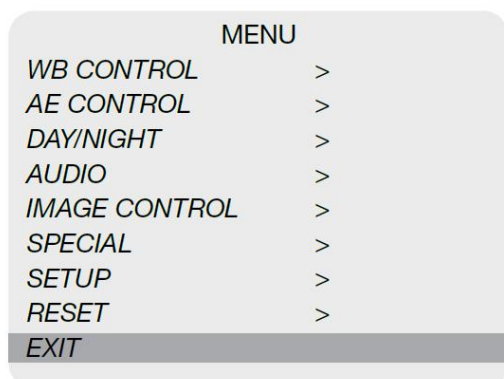 MENU
WB CONTROL >
AE CONTROL >
DAY/NIGHT >
AUDIO >
IMAGE CONTROL >
SPECIAL >
SETUP >
RESET >
EXIT